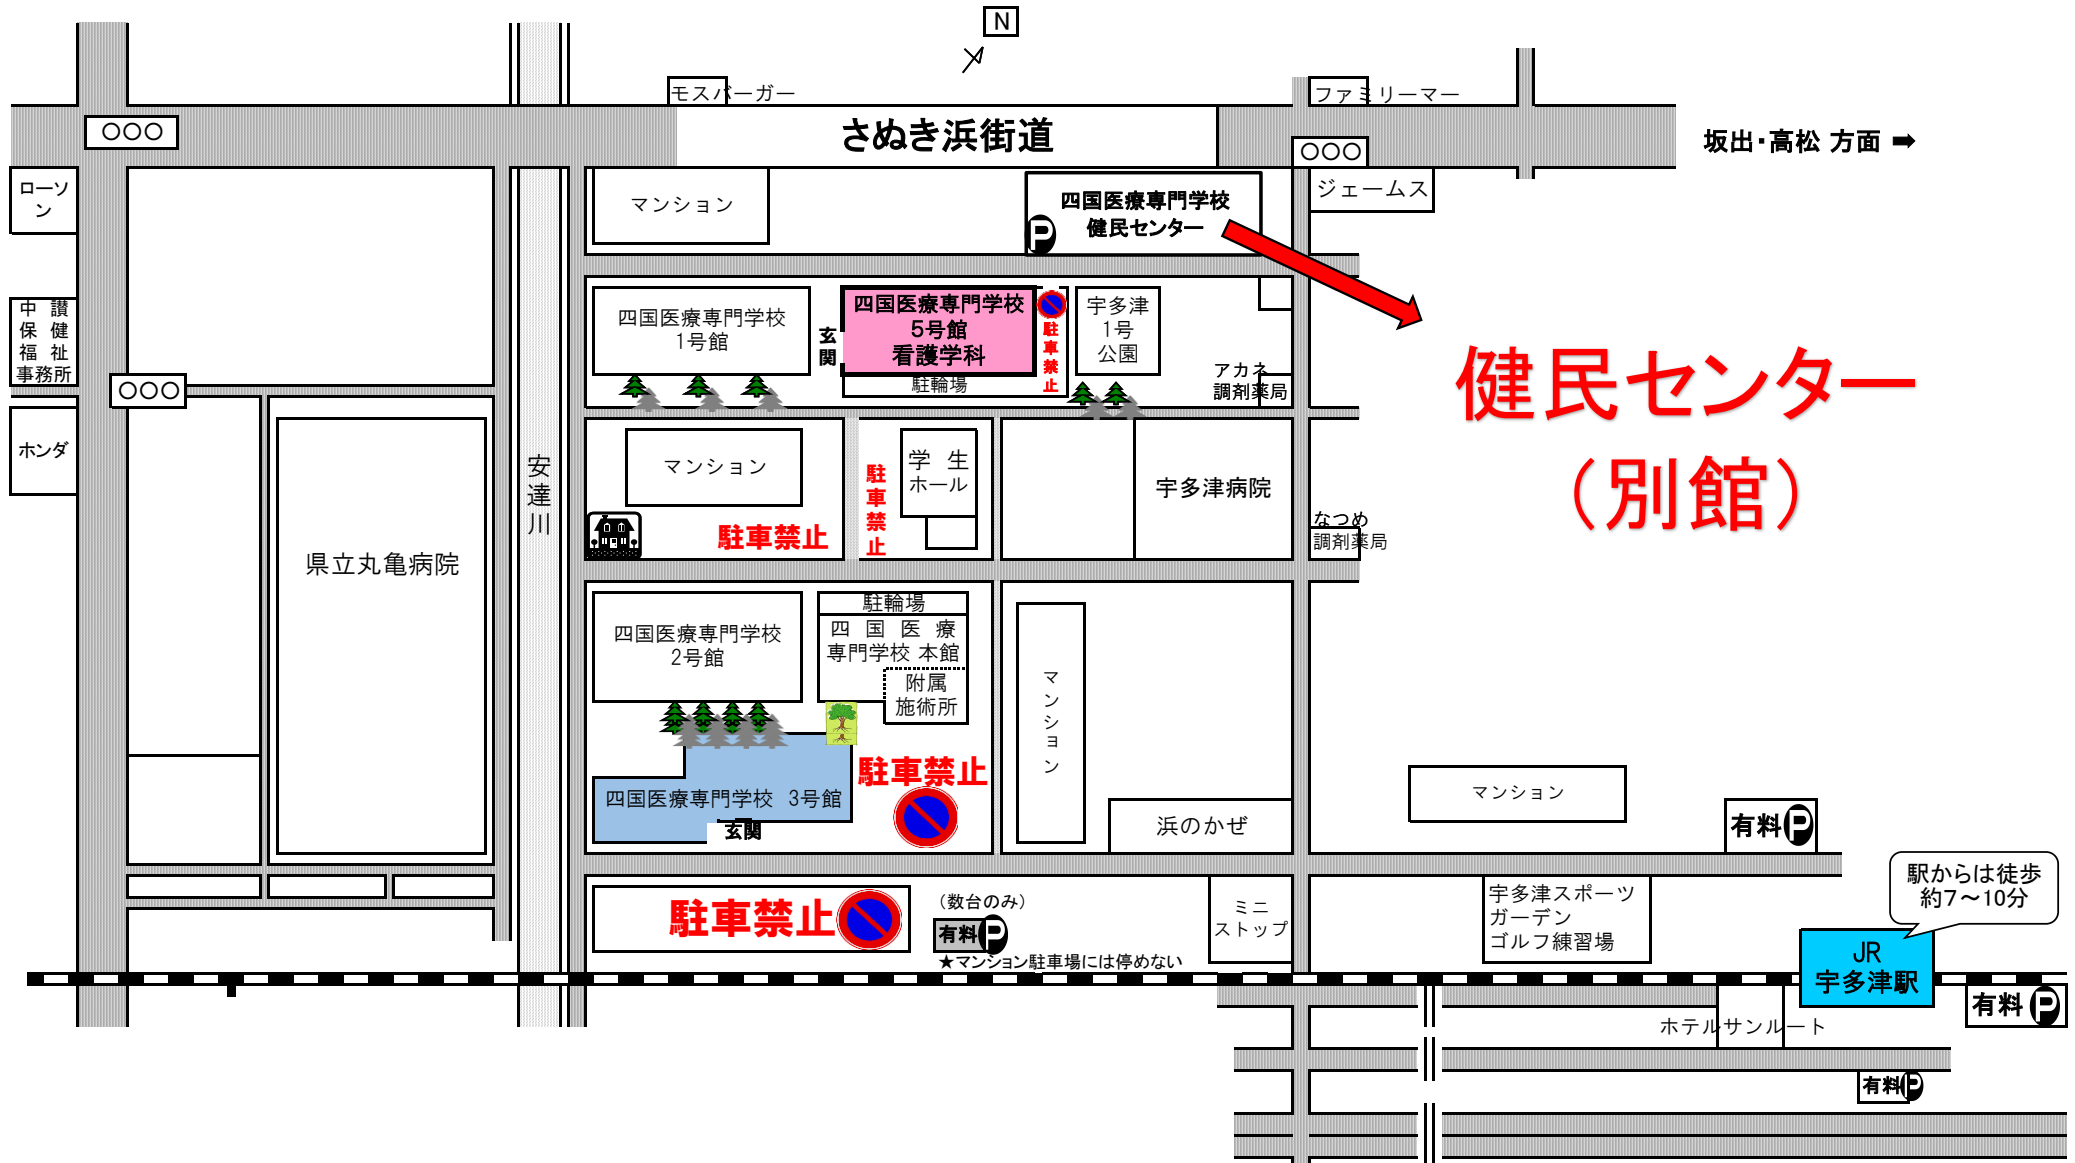 N
モスバーガー
ファミリーマー
さぬき浜街道
坂出・高松 方面 ➡
○○○
○○○
ローソ
ン
マンション
四国医療専門学校
健民センター
P
ジェームス
中 讃
保 健
福 祉
事務所
四国医療専門学校
1号館
玄
関
四国医療専門学校
5号館
看護学科
駐輪場
駐
車
禁
止
宇多津
1号
公園
アカネ
調剤薬局
健民センター
（別館）
○○○
ホンダ
県立丸亀病院
安
達
川
マンション
駐車禁止
駐
車
禁
止
学 生
ホール
宇多津病院
なつめ
調剤薬局
四国医療専門学校
2号館
駐輪場
四 国 医 療
専門学校 本館
附属
施術所
マンション
四国医療専門学校 3号館
玄関
駐車禁止
浜のかぜ
マンション
有料P
駐車禁止
（数台のみ）
有料P
★マンション駐車場には停めない
ミニ
ストップ
宇多津スポーツ
ガーデン
ゴルフ練習場
駅からは徒歩
約7～10分
JR
宇多津駅
有料P
ホテルサンルート
有料P